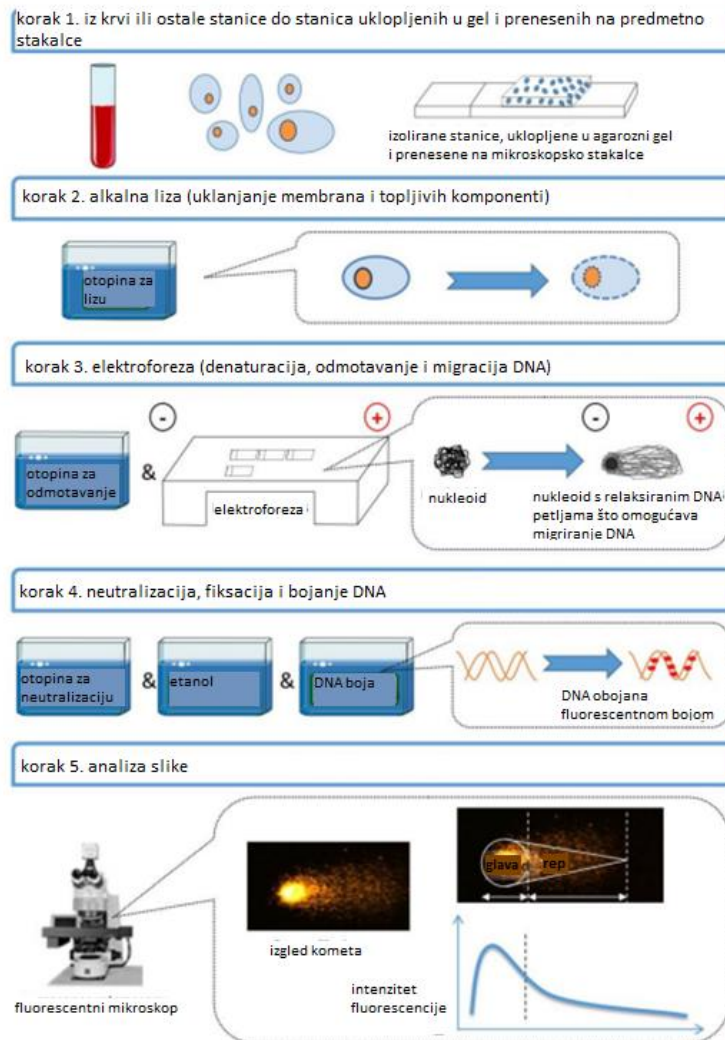 korak 1. iz krvi ili ostale stanice do stanica uklopljenih u gel i prenesenih na predmetno
stakalce
izolirane stanice, uklopljene u agarozni gel
i prenesene na mikroskopsko stakalce
korak 2. alkalna liza (uklanjanje membrana i topljivih komponenti)
otopina za
lizu
korak 3. elektroforeza (denaturacija, odmotavanje i migracija DNA)
- +
otopina za
odmotavanje
&
elektroforeza
- +
nukleoid
nukleoid s relaksiranim DNA
petljama što omogućava
migriranje DNA
korak 4. neutralizacija, fiksacija i bojanje DNA
otopina za
neutralizaciju
&
etanol
&
DNA boja
DNA obojana
fluorescentnom bojom
korak 5. analiza slike
glava
rep
izgled kometa
intenzitet
fluorescencije
fluorescentni mikroskop